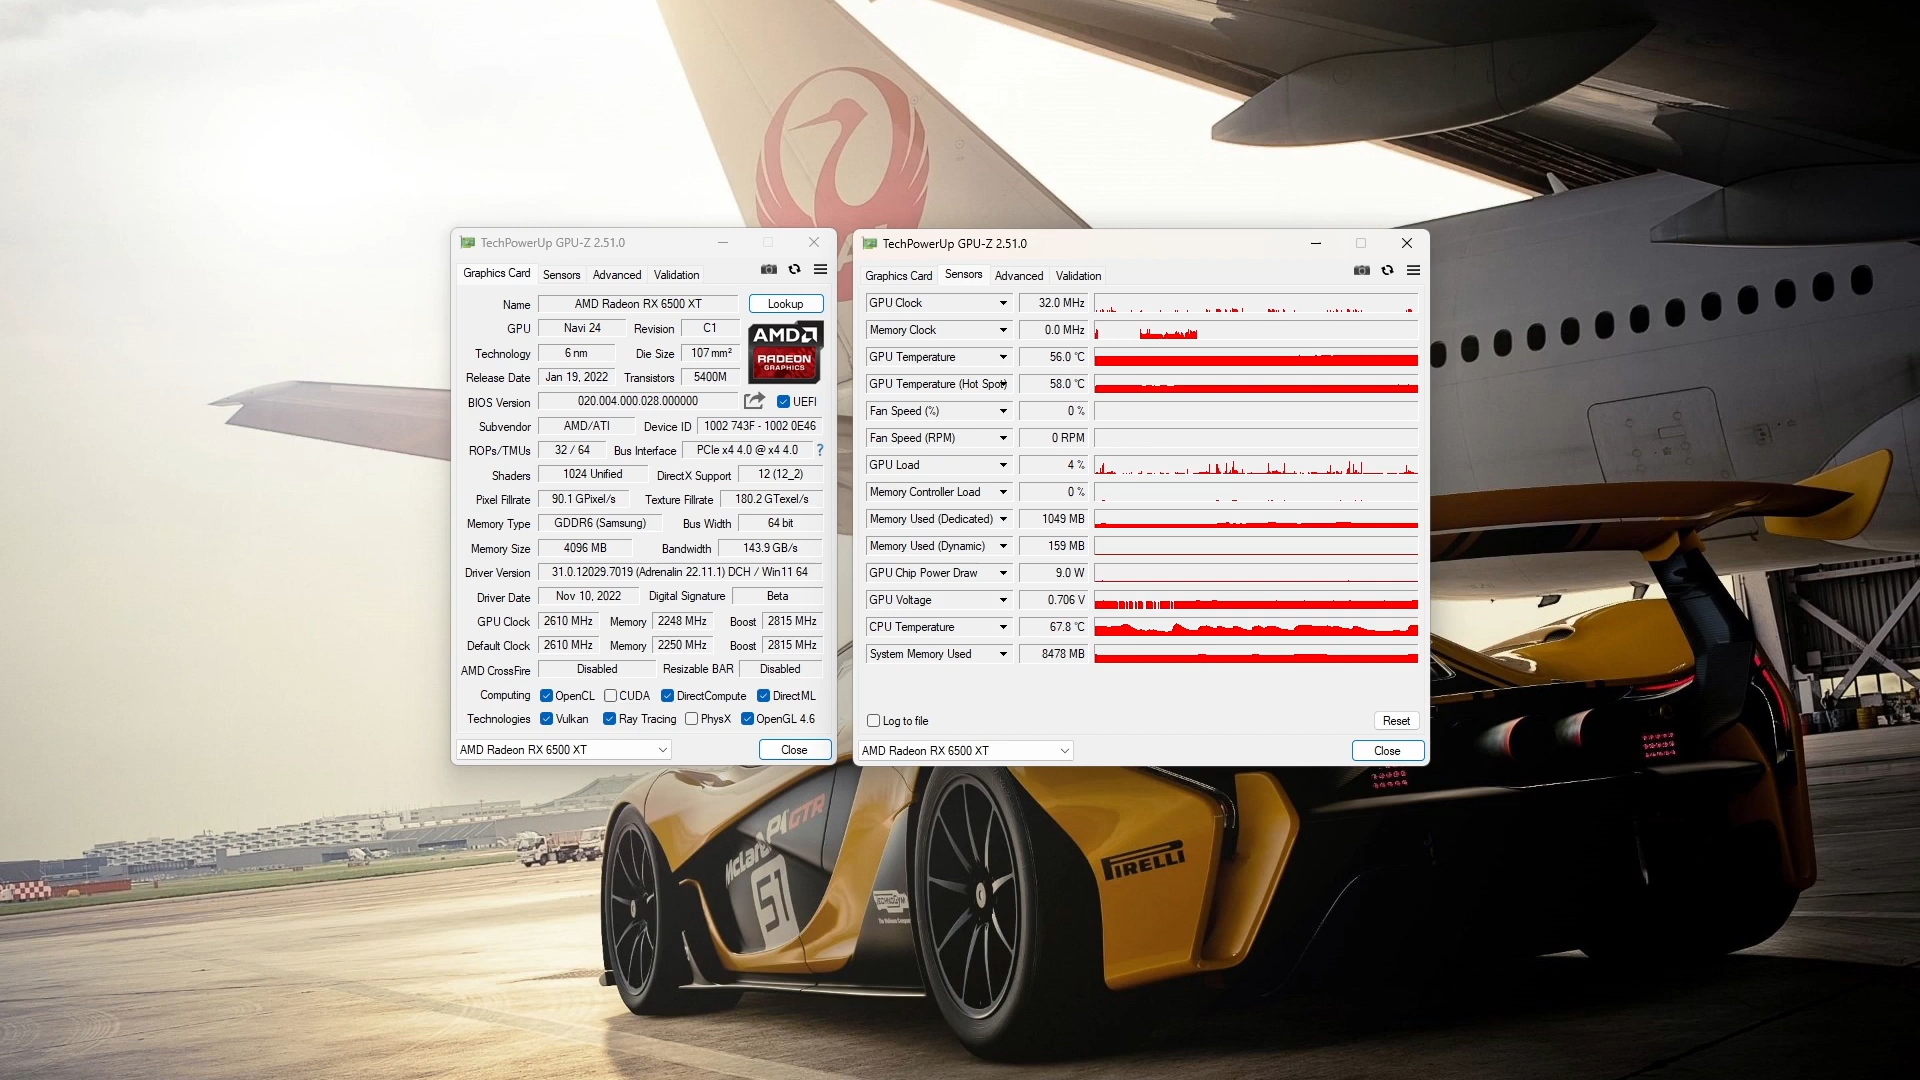 TechPowerUp GPU-Z 2.51.0
Graphics Card Sensors Advanced Validation
Name AMD Radeon RX 6500 XT Lookup
GPU Navi 24 Revision C1
AMD
RADEON
GRAPHICS
Technology 6 nm Die Size 107 mm²
Release Date Jan 19, 2022 Transistors 5400M
BIOS Version 020.004.000.028.000000 UEFI
Subvendor AMD/ATI Device ID 1002 743F - 1002 0E46
ROPs/TMUs 32 / 64 Bus Interface PCIe x4 4.0 @ x4 4.0 ?
Shaders 1024 Unified DirectX Support 12 (12_2)
Pixel Fillrate 90.1 GPixel/s Texture Fillrate 180.2 GTexel/s
Memory Type GDDR6 (Samsung) Bus Width 64 bit
Memory Size 4096 MB Bandwidth 143.9 GB/s
Driver Version 31.0.12029.7019 (Adrenalin 22.11.1) DCH / Win11 64
Driver Date Nov 10, 2022 Digital Signature Beta
GPU Clock 2610 MHz Memory 2248 MHz Boost 2815 MHz
Default Clock 2610 MHz Memory 2250 MHz Boost 2815 MHz
AMD CrossFire Disabled Resizable BAR Disabled
Computing OpenCL CUDA DirectCompute DirectML
Technologies Vulkan Ray Tracing PhysX OpenGL 4.6
AMD Radeon RX 6500 XT Close
TechPowerUp GPU-Z 2.51.0
Graphics Card Sensors Advanced Validation
GPU Clock 32.0 MHz
Memory Clock 0.0 MHz
GPU Temperature 56.0 °C
GPU Temperature (Hot Spot) 58.0 °C
Fan Speed (%) 0 %
Fan Speed (RPM) 0 RPM
GPU Load 4 %
Memory Controller Load 0 %
Memory Used (Dedicated) 1049 MB
Memory Used (Dynamic) 159 MB
GPU Chip Power Draw 9.0 W
GPU Voltage 0.706 V
CPU Temperature 67.8 °C
System Memory Used 8478 MB
Log to file Reset
AMD Radeon RX 6500 XT Close
McLaren P1 GTR
51
PIRELLI